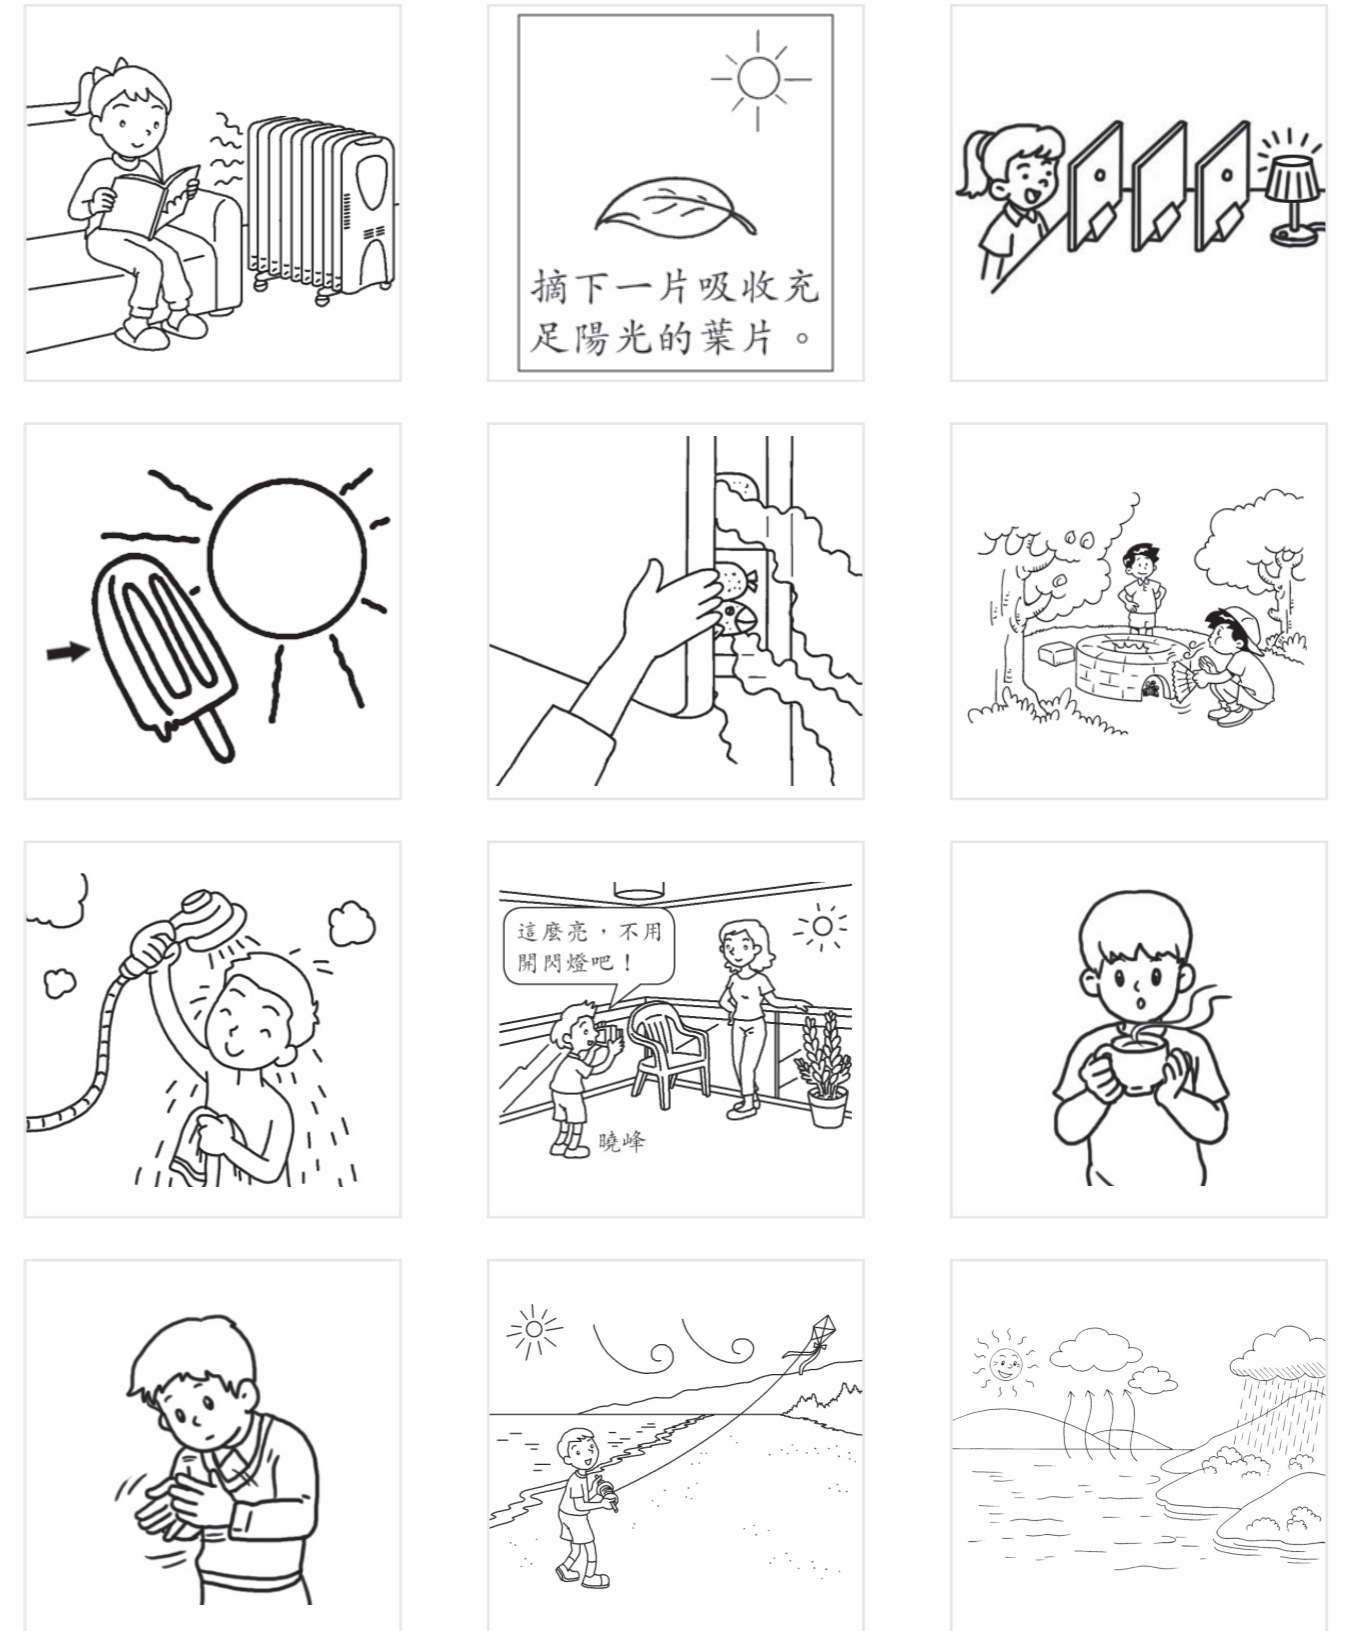 摘下一片吸收充
足陽光的葉片。
這麼亮，不用
開閃燈吧！
曉峰